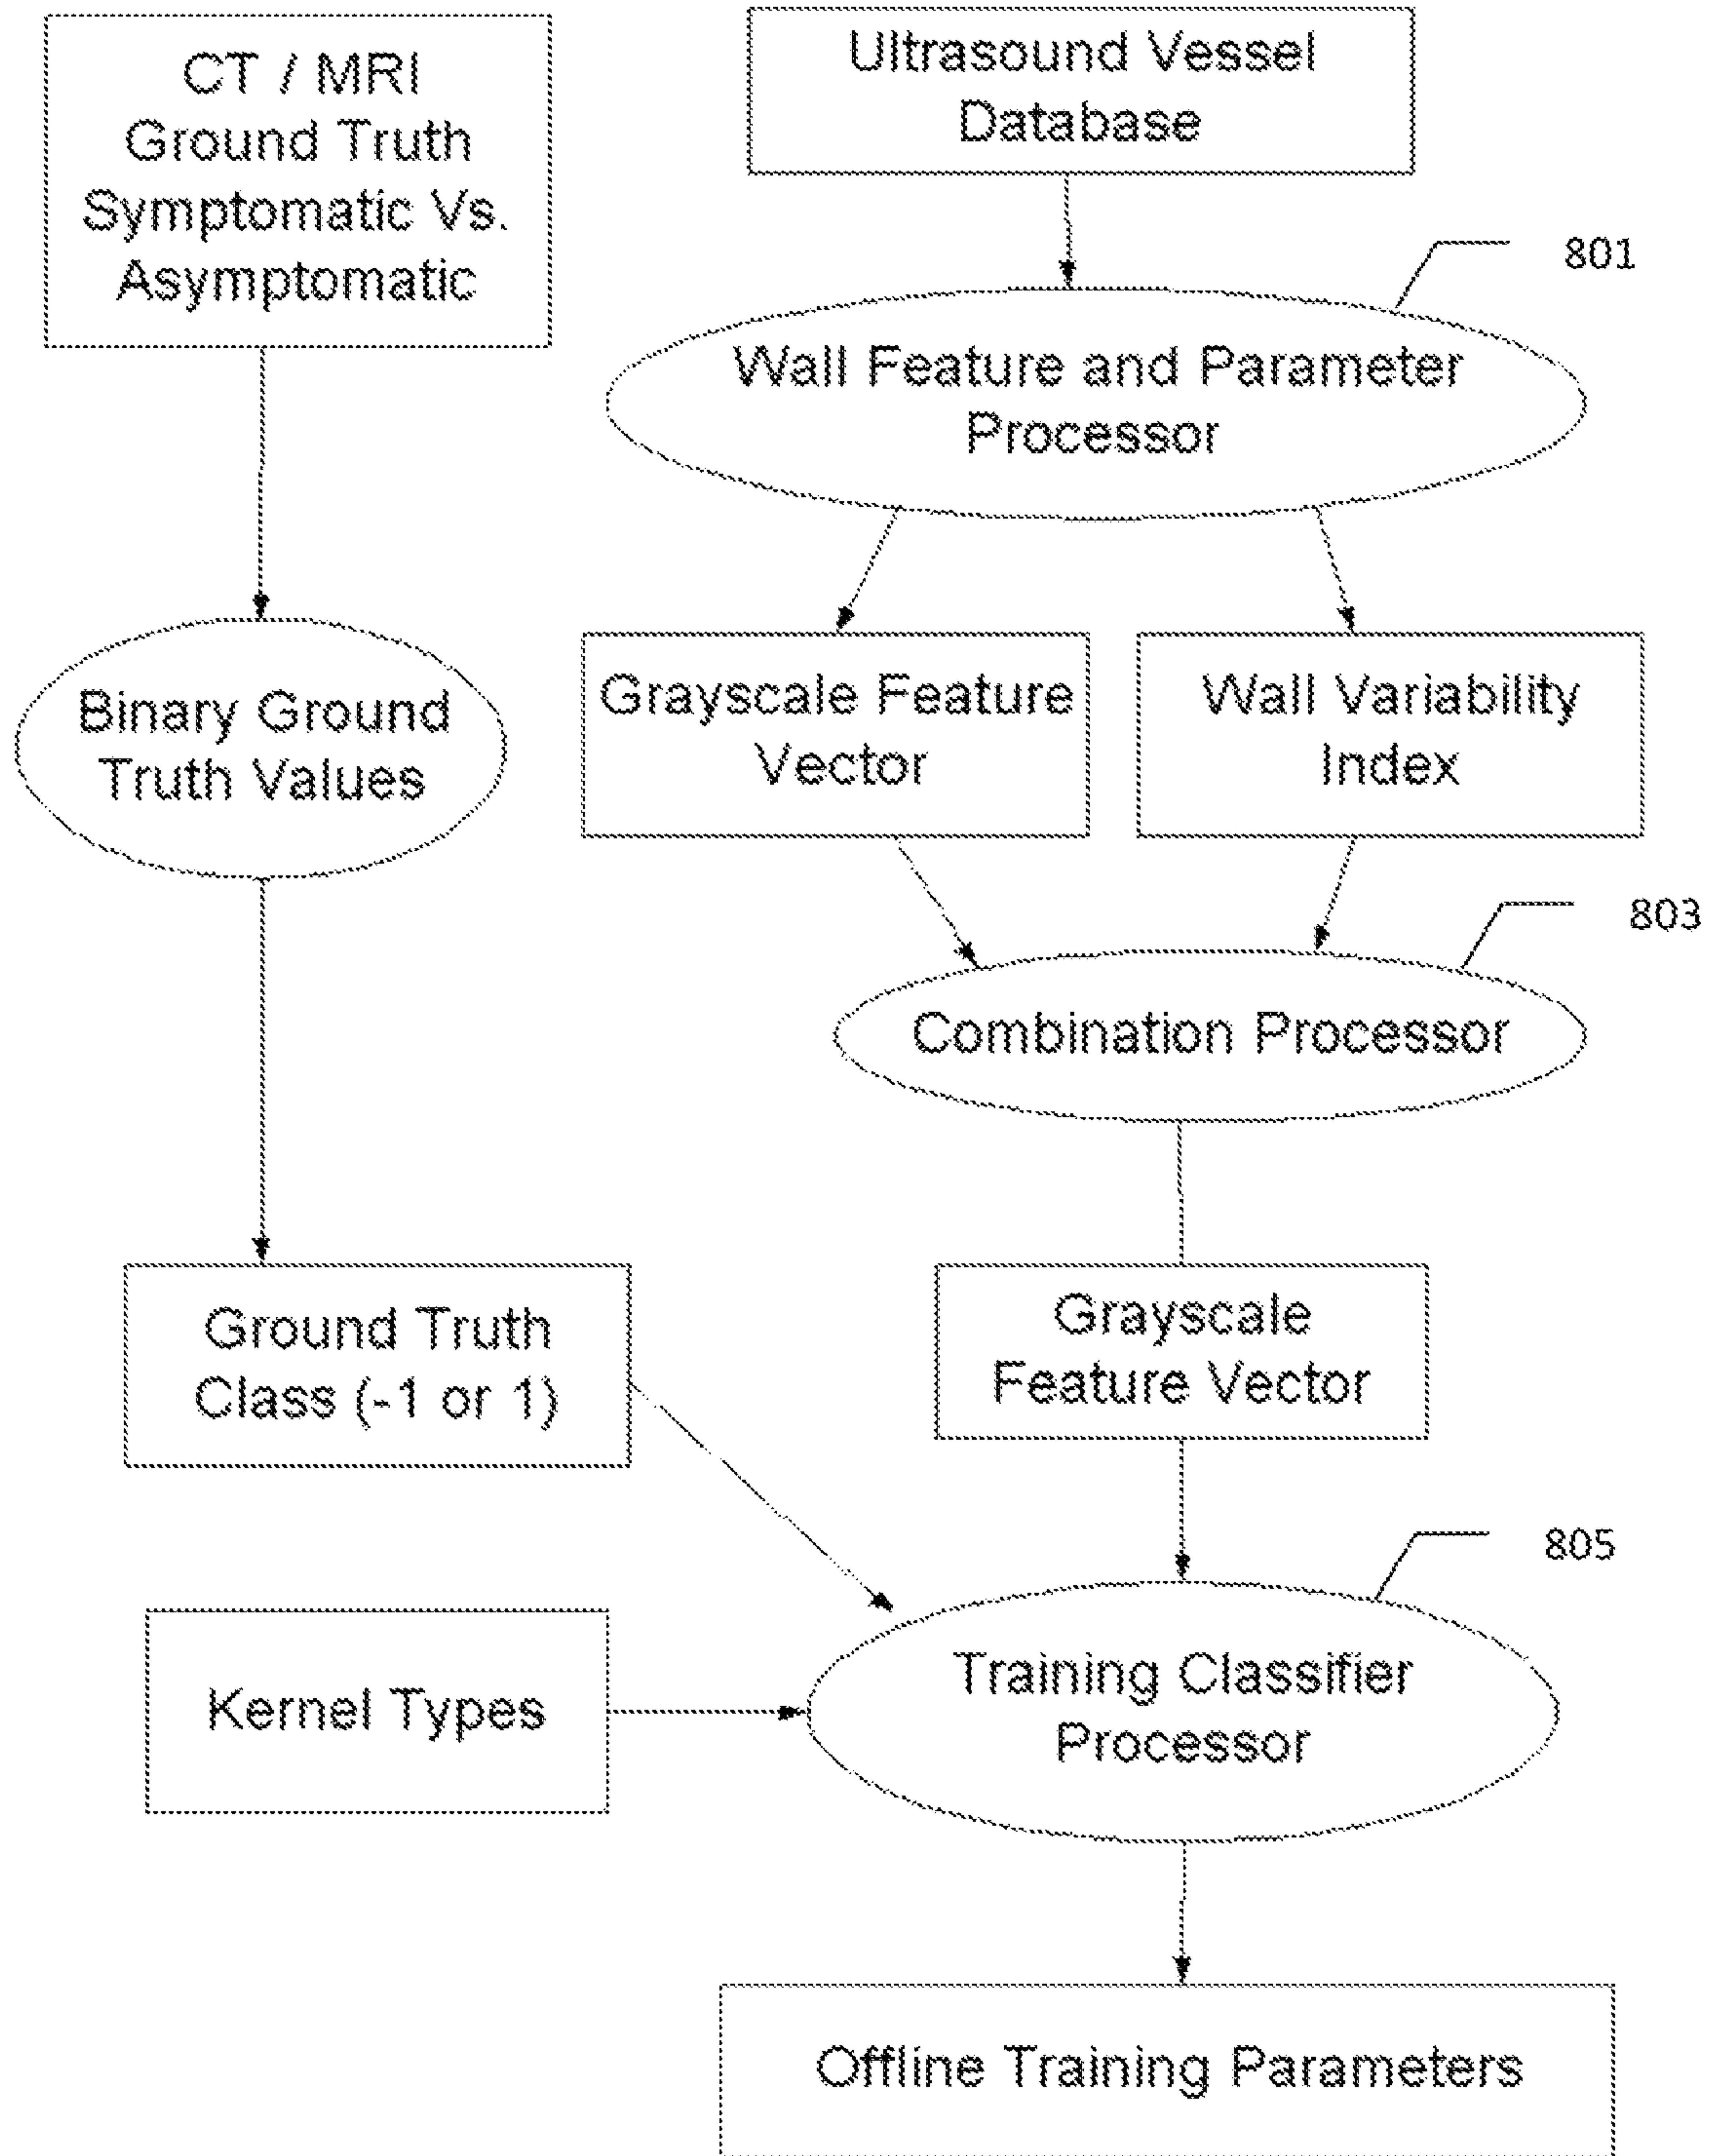 CT / MRI
Ground Truth
Symptomatic Vs.
Asymptomatic
Ultrasound Vessel
Database
801
Wall Feature and Parameter
Processor
Binary Ground
Truth Values
Grayscale Feature
Vector
Wall Variability
Index
803
Combination Processor
Ground Truth
Class (-1 or 1)
Grayscale
Feature Vector
805
Kernel Types
Training Classifier
Processor
Offline Training Parameters